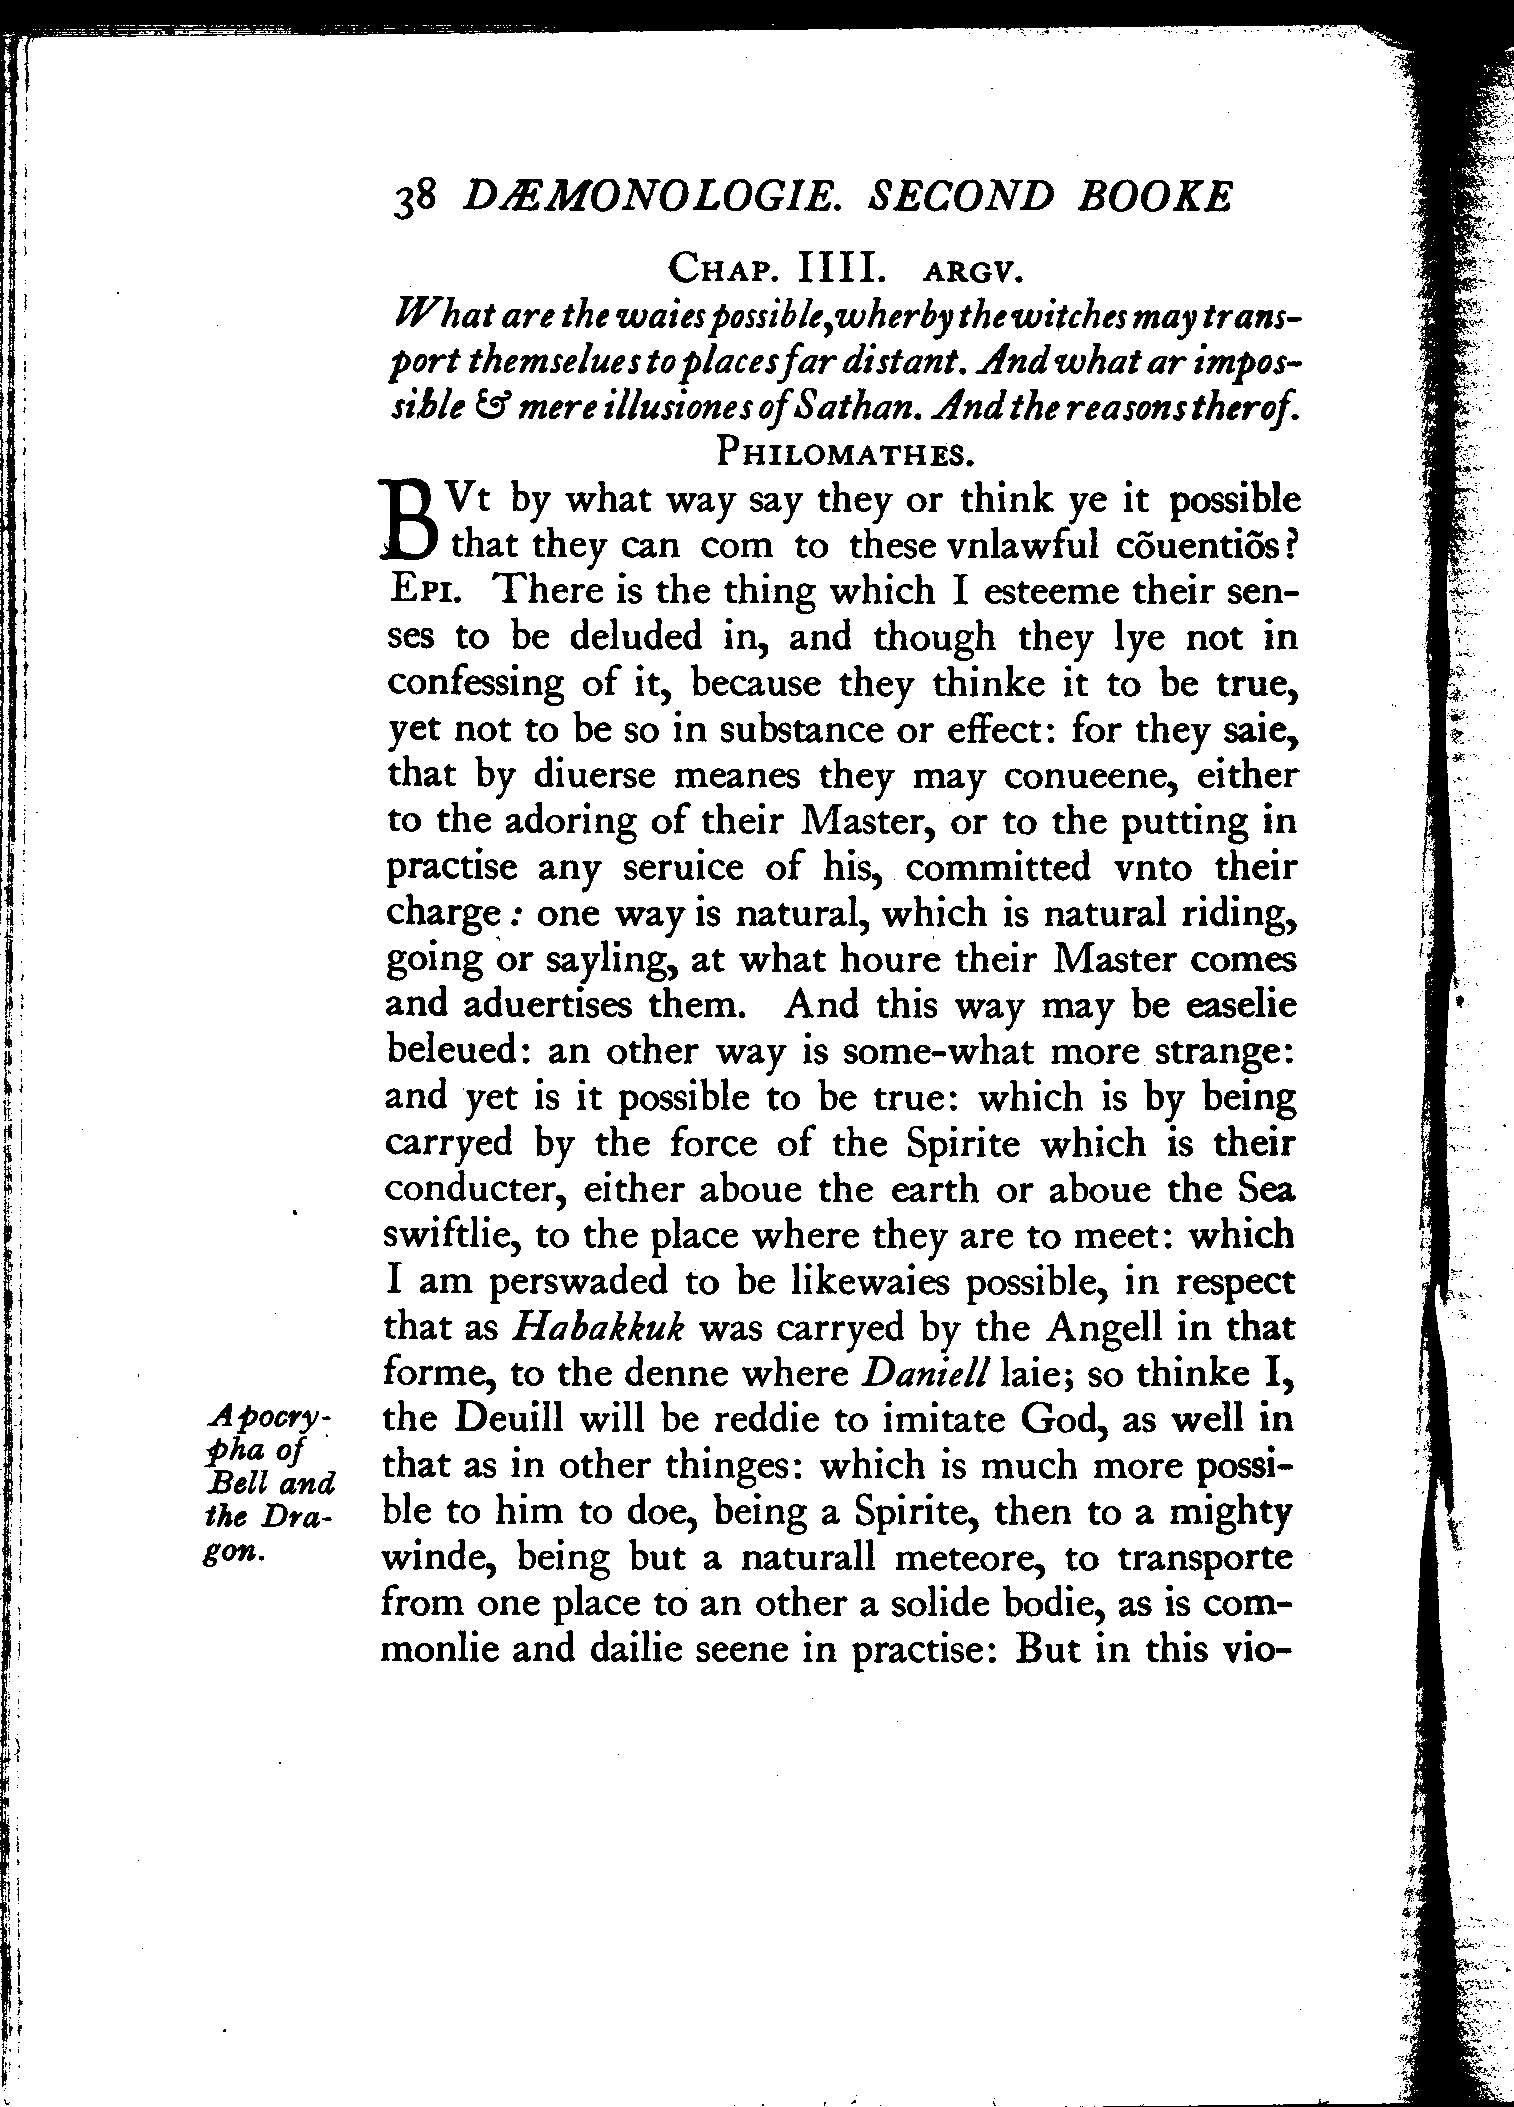 38 DÆMONOLOGIE. SECOND BOOKE
CHAP. IIII. ARGV.
What are the waies possible, wherby the witches may trans-
port themselues to places far distant. And what ar impos-
sible & mere illusiones of Sathan. And the reasons therof.
PHILOMATHES.
BVt by what way say they or think ye it possible
that they can com to these vnlawful cõuentiõs?
EPI. There is the thing which I esteeme their sen-
ses to be deluded in, and though they lye not in
confessing of it, because they thinke it to be true,
yet not to be so in substance or effect: for they saie,
that by diuerse meanes they may conueene, either
to the adoring of their Master, or to the putting in
practise any seruice of his, committed vnto their
charge: one way is natural, which is natural riding,
going or sayling, at what houre their Master comes
and aduertises them. And this way may be easelie
beleued: an other way is some-what more strange:
and yet is it possible to be true: which is by being
carryed by the force of the Spirite which is their
conducter, either aboue the earth or aboue the Sea
swiftlie, to the place where they are to meet: which
I am perswaded to be likewaies possible, in respect
that as Habakkuk was carryed by the Angell in that
forme, to the denne where Daniell laie; so thinke I,
the Deuill will be reddie to imitate God, as well in
that as in other thinges: which is much more possi-
ble to him to doe, being a Spirite, then to a mighty
winde, being but a naturall meteore, to transporte
from one place to an other a solide bodie, as is com-
monlie and dailie seene in practise: But in this vio-
Apocry-
pha of
Bell and
the Dra-
gon.